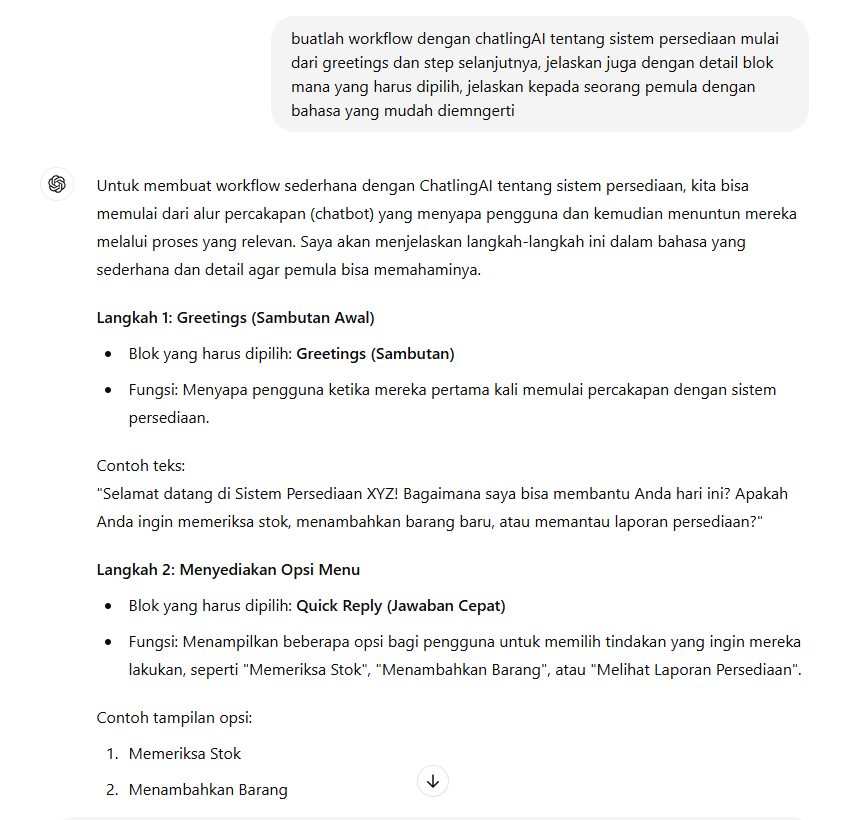 buatlah workflow dengan chatlingAI tentang sistem persediaan mulai
dari greetings dan step selanjutnya, jelaskan juga dengan detail blok
mana yang harus dipilih, jelaskan kepada seorang pemula dengan
bahasa yang mudah diemngerti
Untuk membuat workflow sederhana dengan ChatlingAI tentang sistem persediaan, kita bisa
memulai dari alur percakapan (chatbot) yang menyapa pengguna dan kemudian menuntun mereka
melalui proses yang relevan. Saya akan menjelaskan langkah-langkah ini dalam bahasa yang
sederhana dan detail agar pemula bisa memahaminya.
Langkah 1: Greetings (Sambutan Awal)
• Blok yang harus dipilih: Greetings (Sambutan)
• Fungsi: Menyapa pengguna ketika mereka pertama kali memulai percakapan dengan sistem
persediaan.
Contoh teks:
"Selamat datang di Sistem Persediaan XYZ! Bagaimana saya bisa membantu Anda hari ini? Apakah
Anda ingin memeriksa stok, menambahkan barang baru, atau memantau laporan persediaan?"
Langkah 2: Menyediakan Opsi Menu
• Blok yang harus dipilih: Quick Reply (Jawaban Cepat)
• Fungsi: Menampilkan beberapa opsi bagi pengguna untuk memilih tindakan yang ingin mereka
lakukan, seperti "Memeriksa Stok", "Menambahkan Barang", atau "Melihat Laporan Persediaan".
Contoh tampilan opsi:
1. Memeriksa Stok
2. Menambahkan Barang